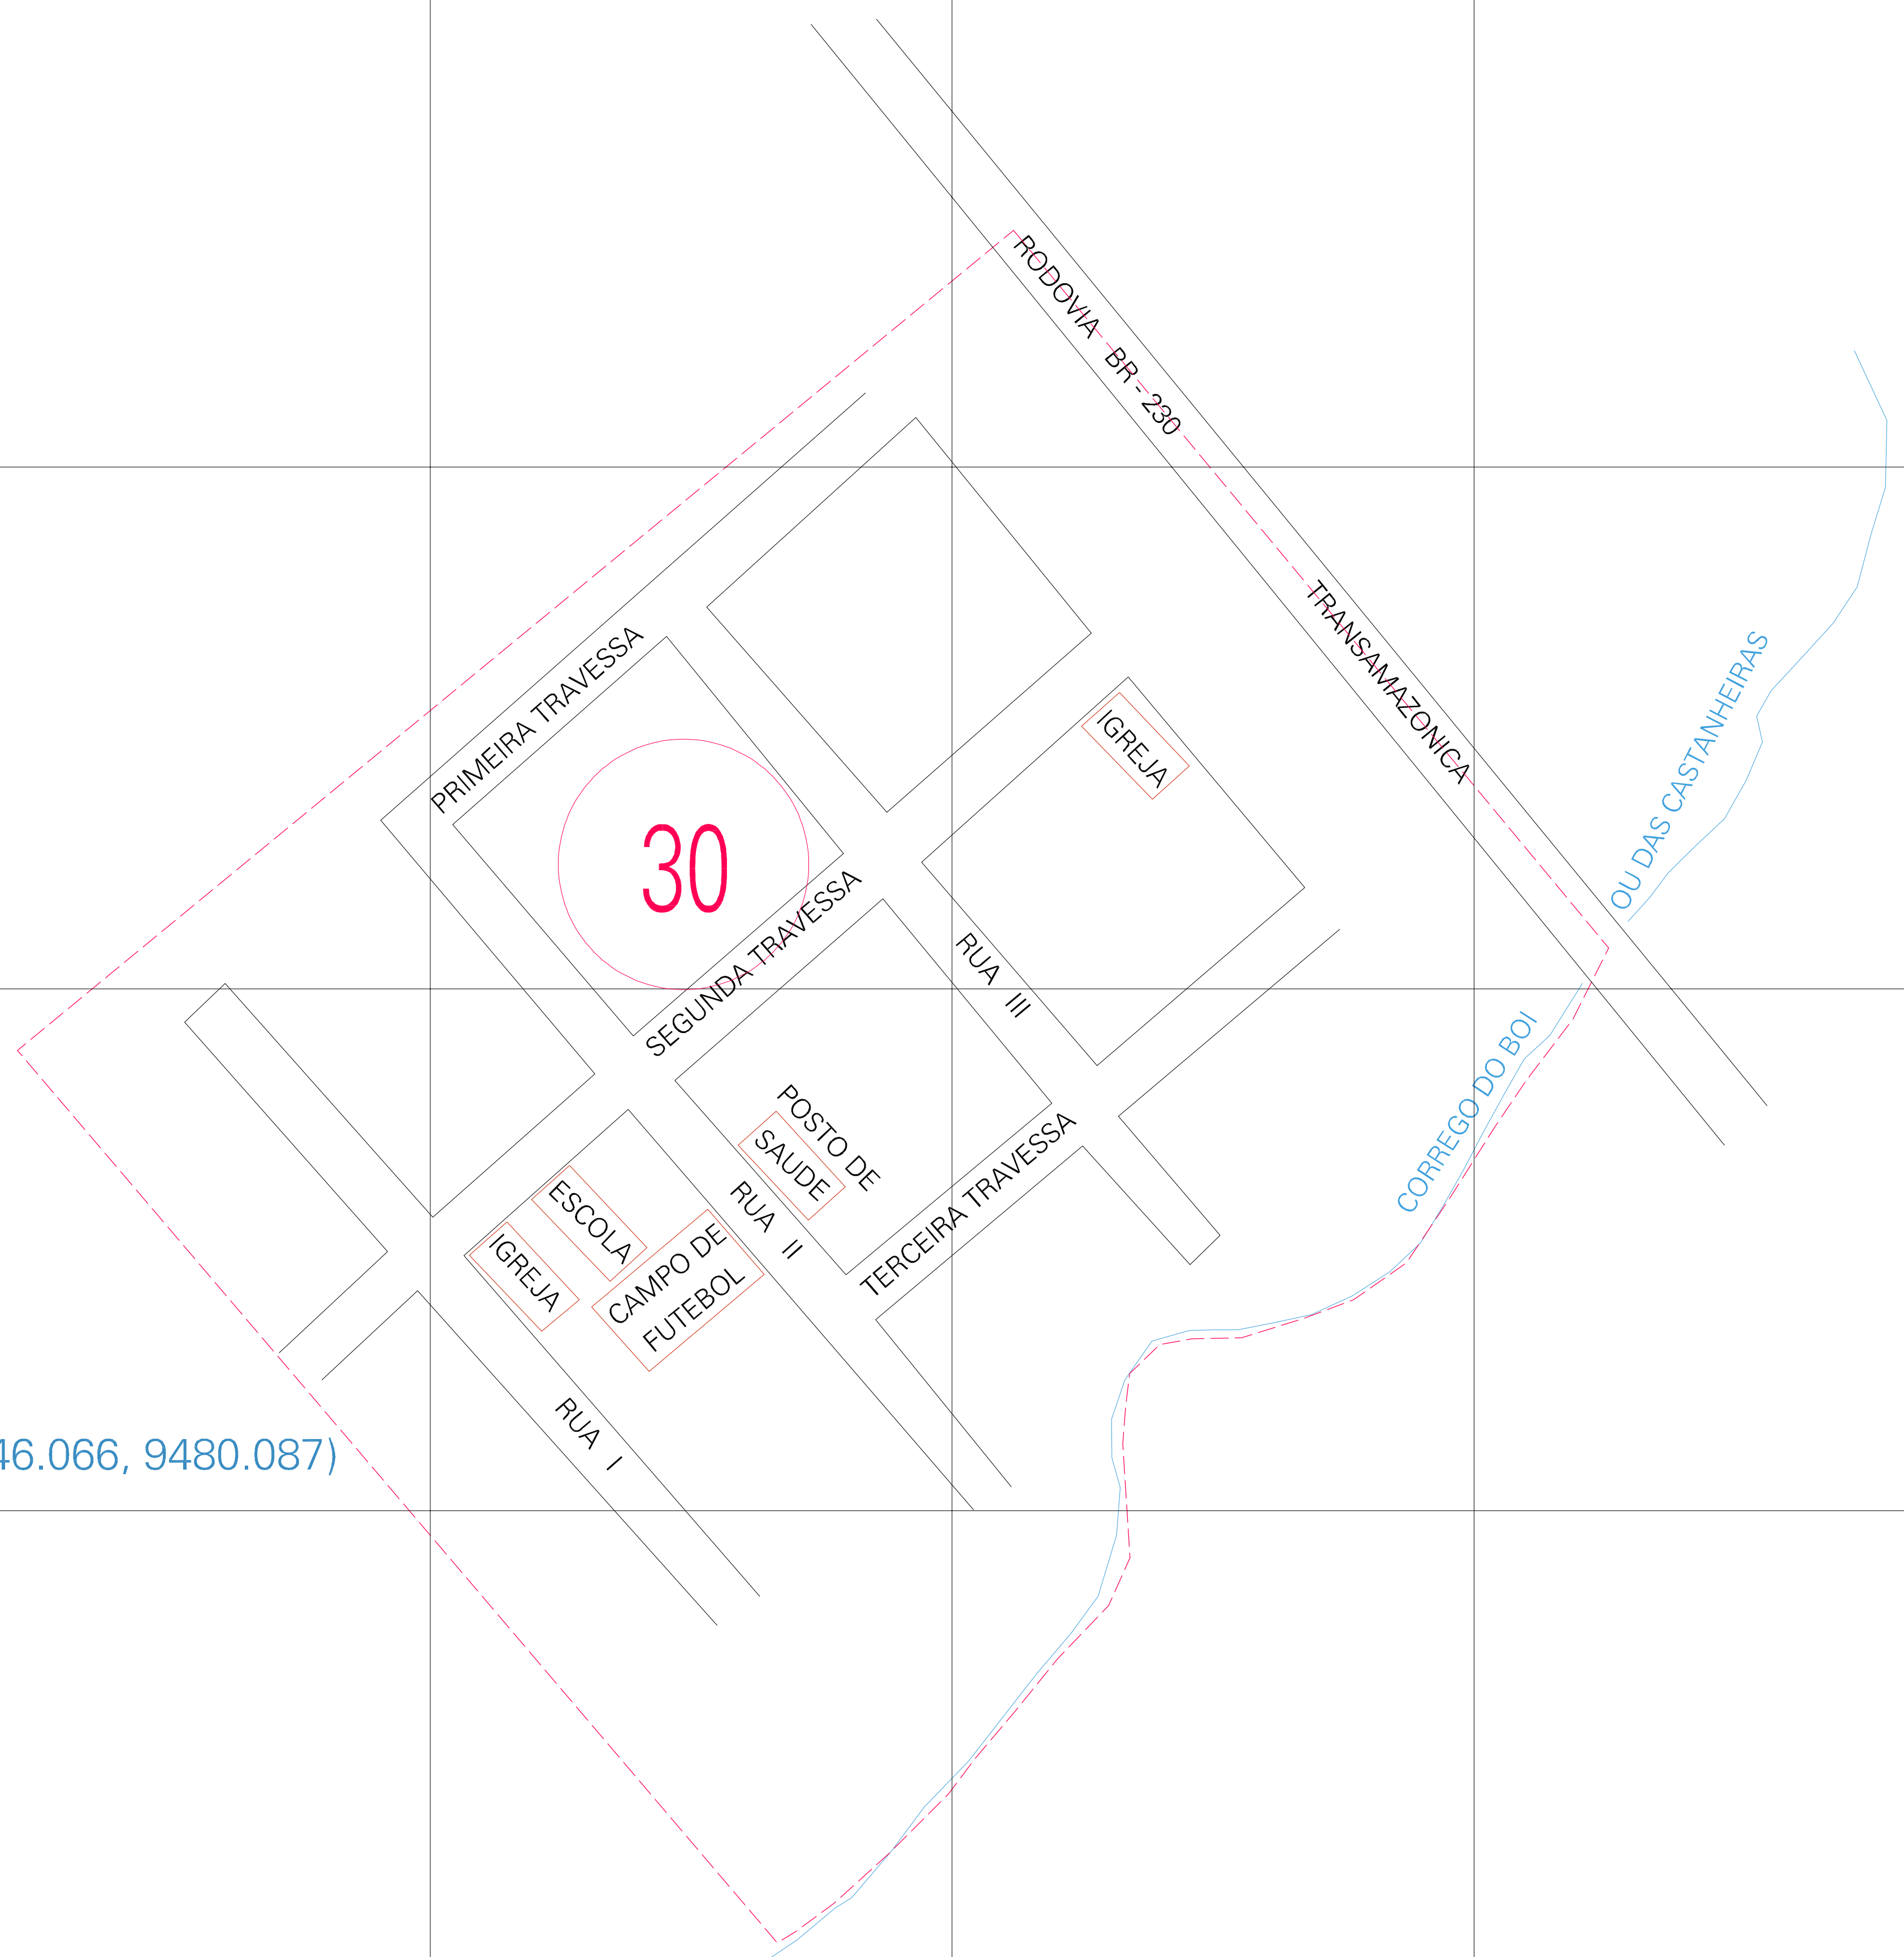 RODOVIA BR - 230
TRANSAMAZONICA
OU DAS CASTANHEIRAS
CORREGO DO BOI
PRIMEIRA TRAVESSA
IGREJA
30
SEGUNDA TRAVESSA
RUA III
POSTO DE
SAUDE
TERCEIRA TRAVESSA
RUA II
ESCOLA
IGREJA
CAMPO DE
FUTEBOL
RUA I
46.066, 9480.087)